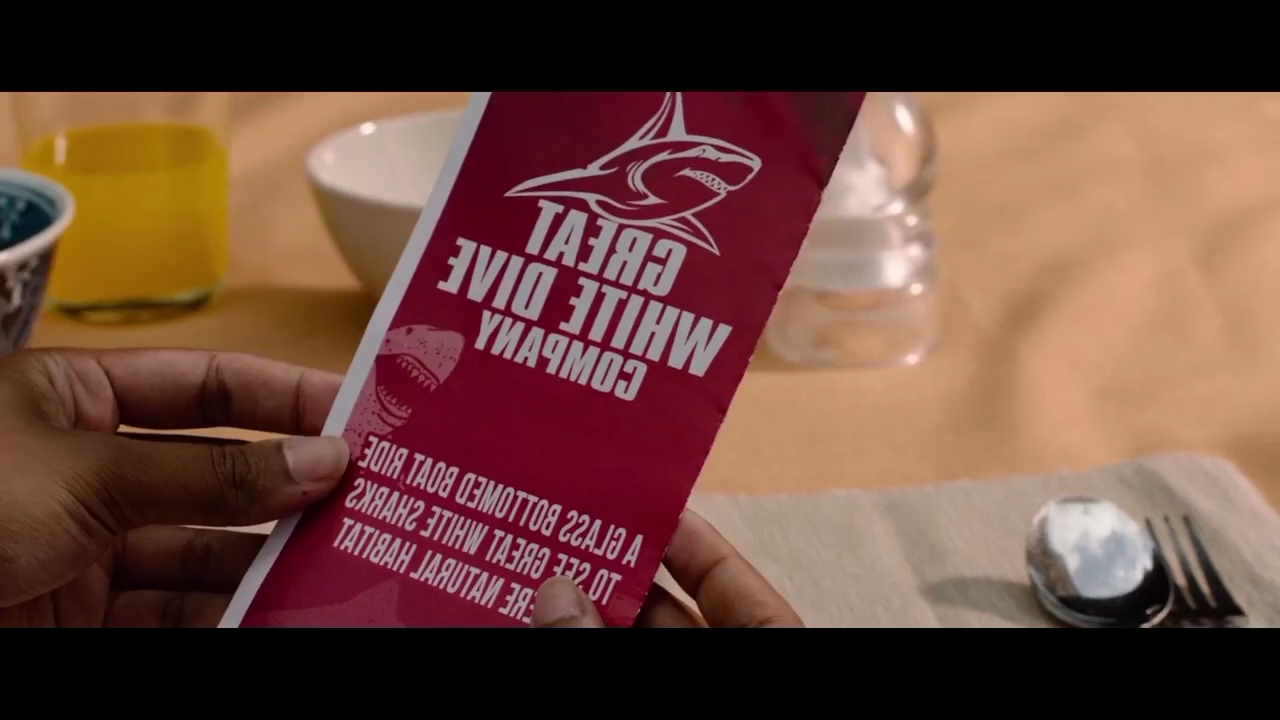 GREAT
WHITE DIVE
COMPANY
A GLASS BOTTOMED BOAT RIDE
TO SEE GREAT WHITE SHARKS
NATURAL HABITAT